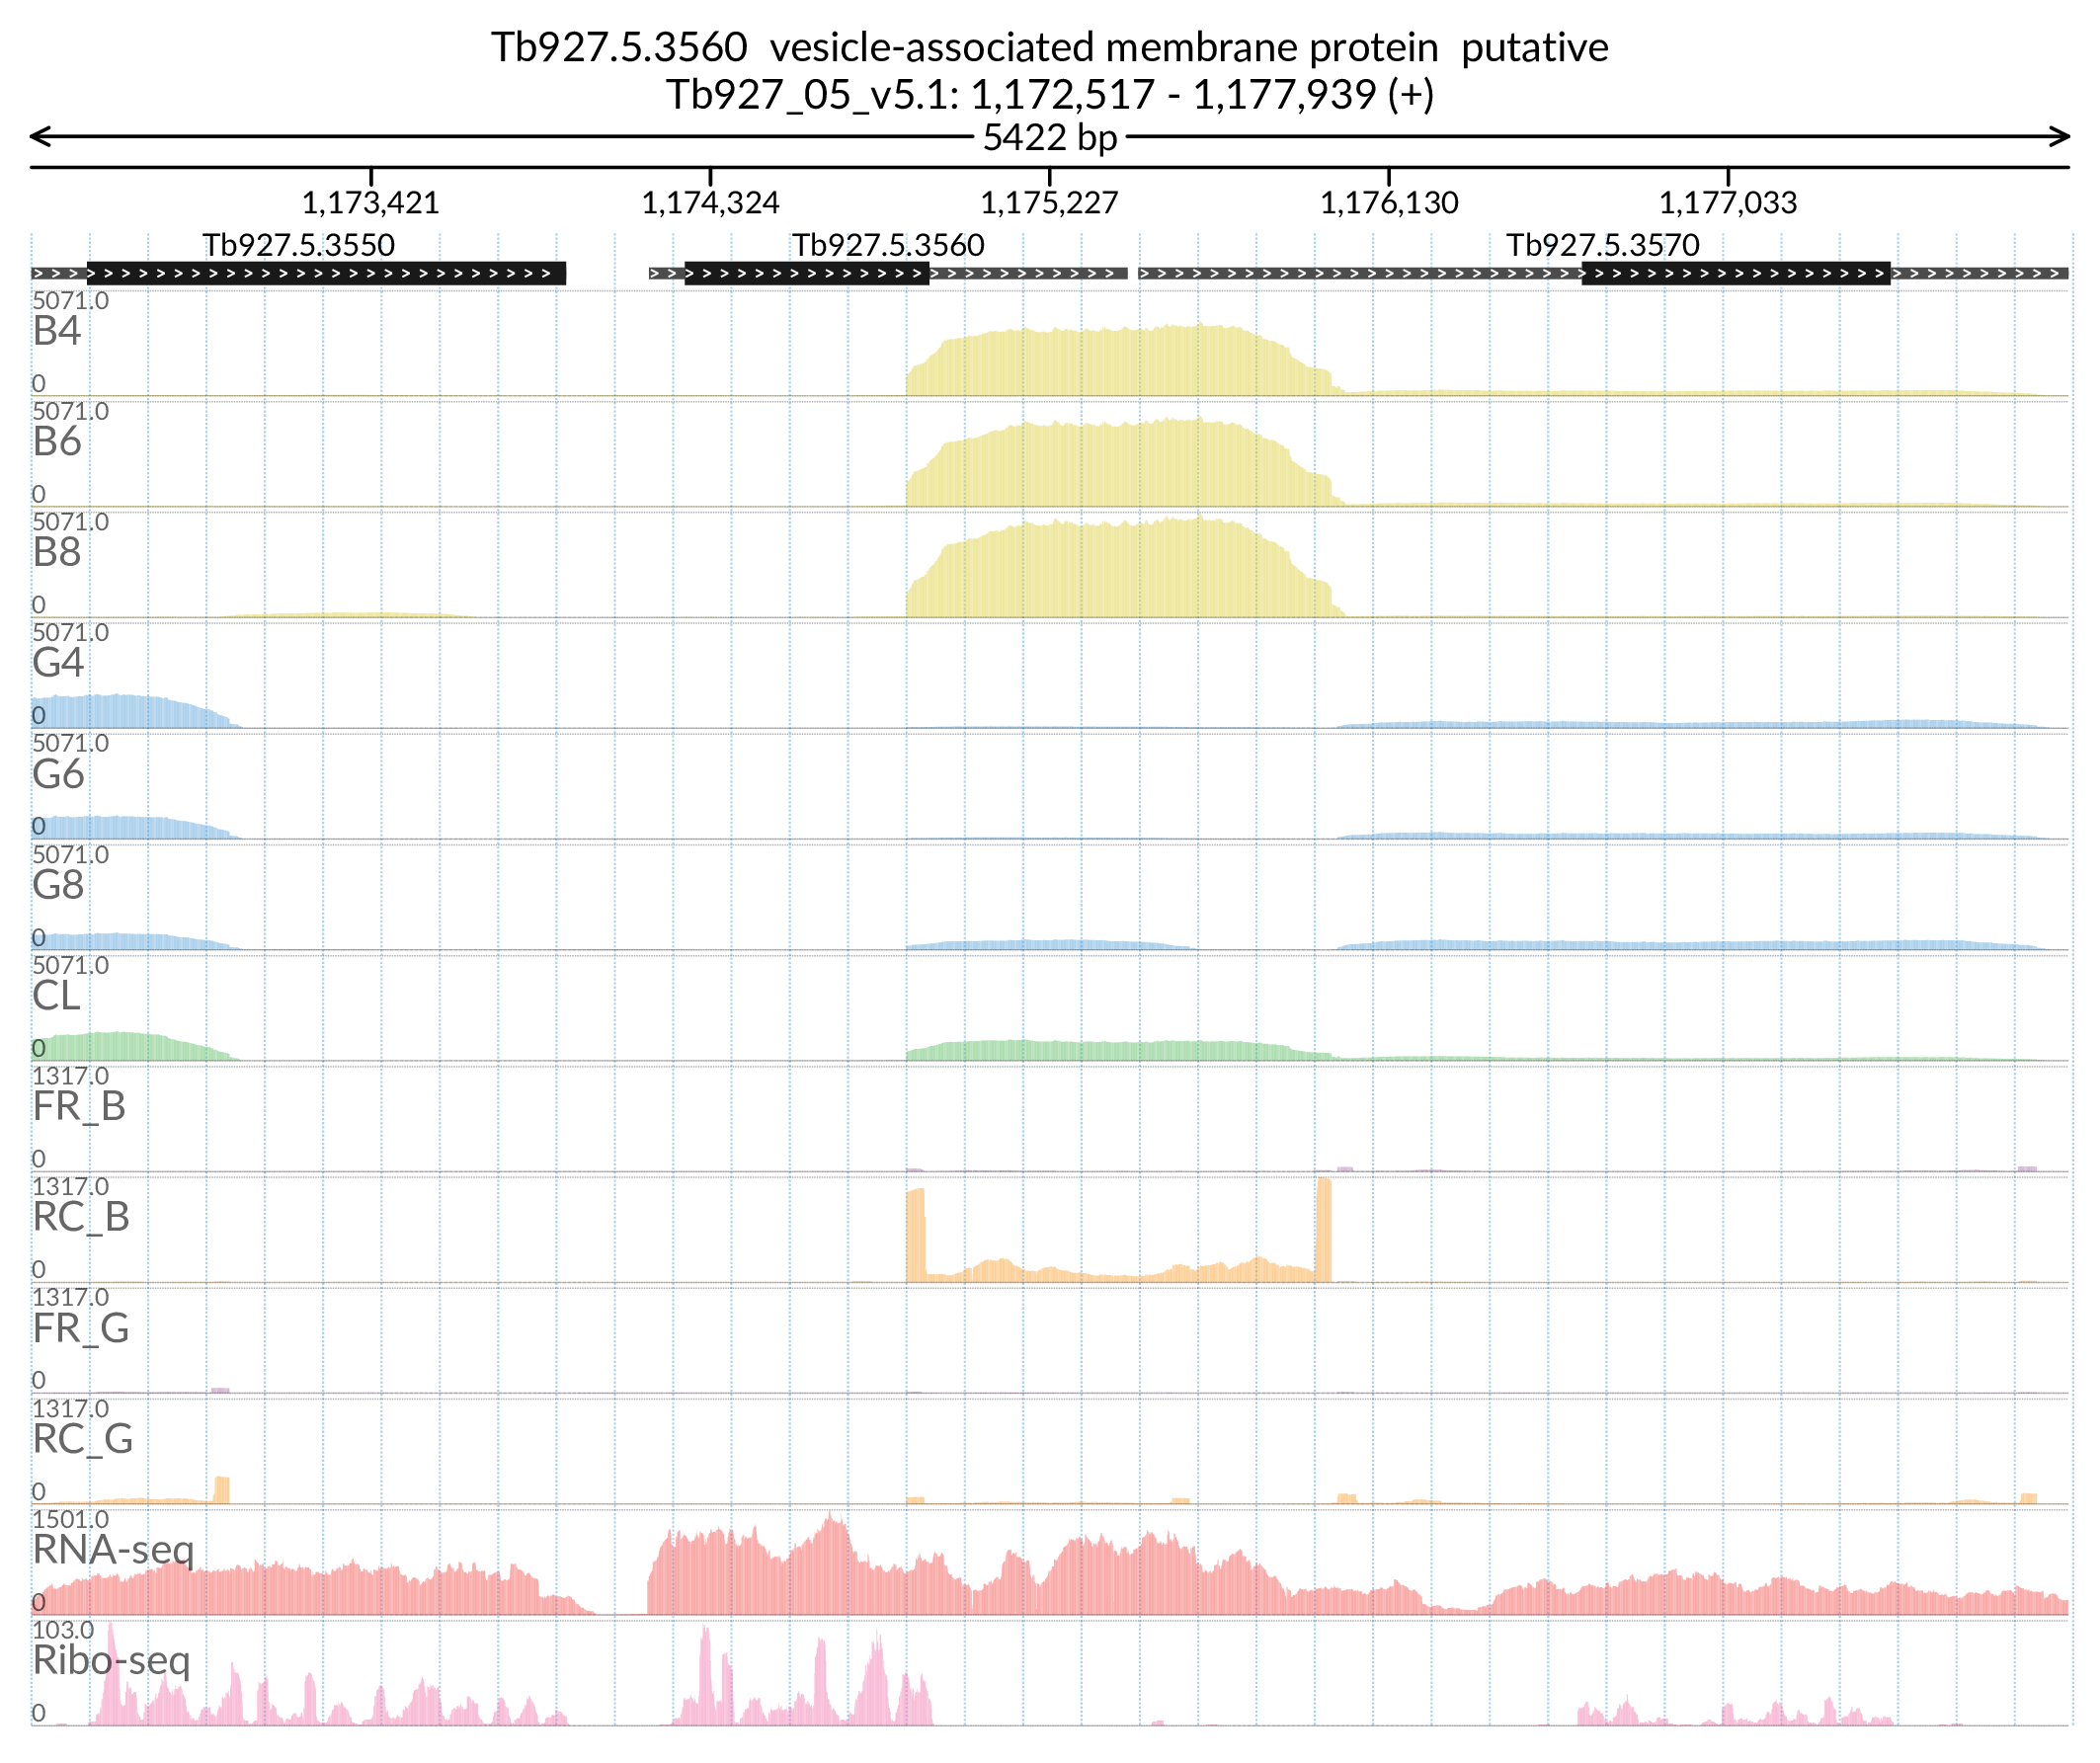 Tb927.5.3560 vesicle-associated membrane protein putative
Tb927_05_v5.1: 1,172,517 - 1,177,939 (+)
5422 bp
1,173,421 1,174,324 1,175,227 1,176,130 1,177,033
Tb927.5.3550 Tb927.5.3560 Tb927.5.3570
5071.0
B4
0
5071.0
B6
0
5071.0
B8
0
5071.0
G4
0
5071.0
G6
0
5071.0
G8
0
5071.0
CL
0
1317.0
FR_B
0
1317.0
RC_B
0
1317.0
FR_G
0
1317.0
RC_G
0
1501.0
RNA-seq
0
103.0
Ribo-seq
0